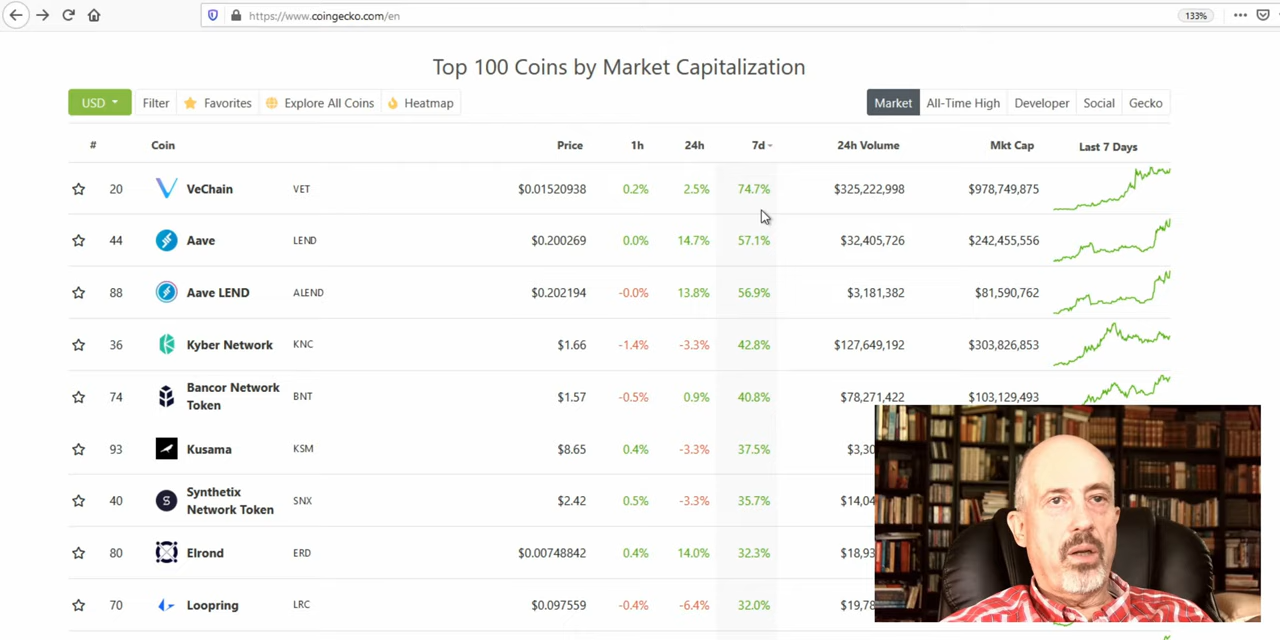 https://www.coingecko.com/en 133%
Top 100 Coins by Market Capitalization
USD Filter Favorites Explore All Coins Heatmap Market All-Time High Developer Social Gecko
# Coin Price 1h 24h 7d 24h Volume Mkt Cap Last 7 Days
20 VeChain VET $0.01520938 0.2% 2.5% 74.7% $325,222,998 $978,749,875
44 Aave LEND $0.200269 0.0% 14.7% 57.1% $32,405,726 $242,455,556
88 Aave LEND ALEND $0.202194 -0.0% 13.8% 56.9% $3,181,382 $81,590,762
36 Kyber Network KNC $1.66 -1.4% -3.3% 42.8% $127,649,192 $303,826,853
74 Bancor Network Token BNT $1.57 -0.5% 0.9% 40.8% $78,271,422 $103,129,493
93 Kusama KSM $8.65 0.4% -3.3% 37.5% $3,30
40 Synthetix Network Token SNX $2.42 0.5% -3.3% 35.7% $14,04
80 Elrond ERD $0.00748842 0.4% 14.0% 32.3% $18,93
70 Loopring LRC $0.097559 -0.4% -6.4% 32.0% $19,78